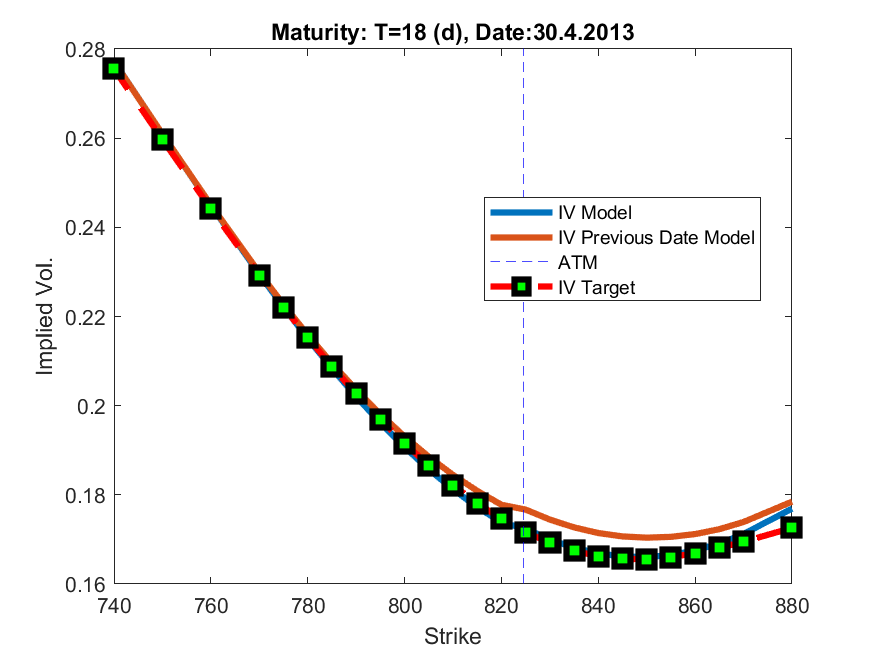 Maturity: T=18 (d), Date:30.4.2013
0.28
0.26
0.24
0.22
0.2
0.18
0.16
Implied Vol.
IV Model
IV Previous Date Model
ATM
IV Target
740
760
780
800
820
840
860
880
Strike